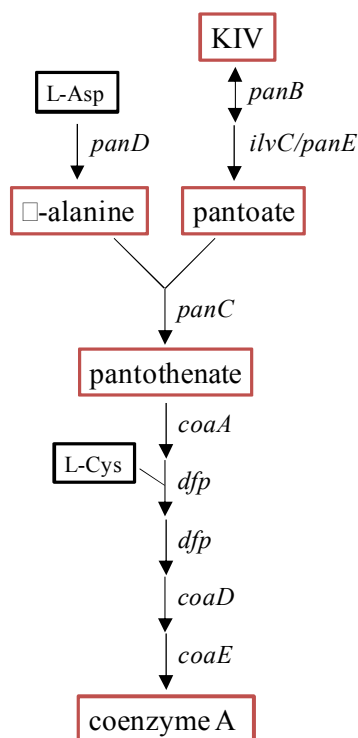 KIV
L-Asp
panB
panD
ilvC/panE
□-alanine
pantoate
panC
pantothenate
coaA
L-Cys
dfp
dfp
coaD
coaE
coenzyme A